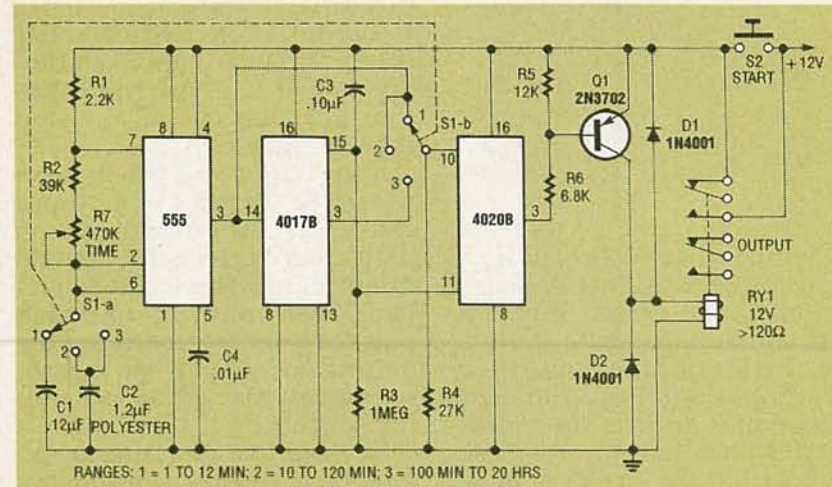 R1
2.2K
R2
39K
R7
470K
TIME
S1-a
1
2
3
C1
.12µF
C2
1.2µF
POLYESTER
7
8
4
555
3
2
6
1
5
C4
.01µF
14
16
15
4017B
3
8
13
C3
.10µF
1
S1-b
2
3
10
R3
1MEG
R4
27K
16
4020B
3
11
8
R5
12K
R6
6.8K
Q1
2N3702
D1
1N4001
D2
1N4001
S2
START
+12V
OUTPUT
RY1
12V
>120Ω
RANGES: 1 = 1 TO 12 MIN; 2 = 10 TO 120 MIN; 3 = 100 MIN TO 20 HRS